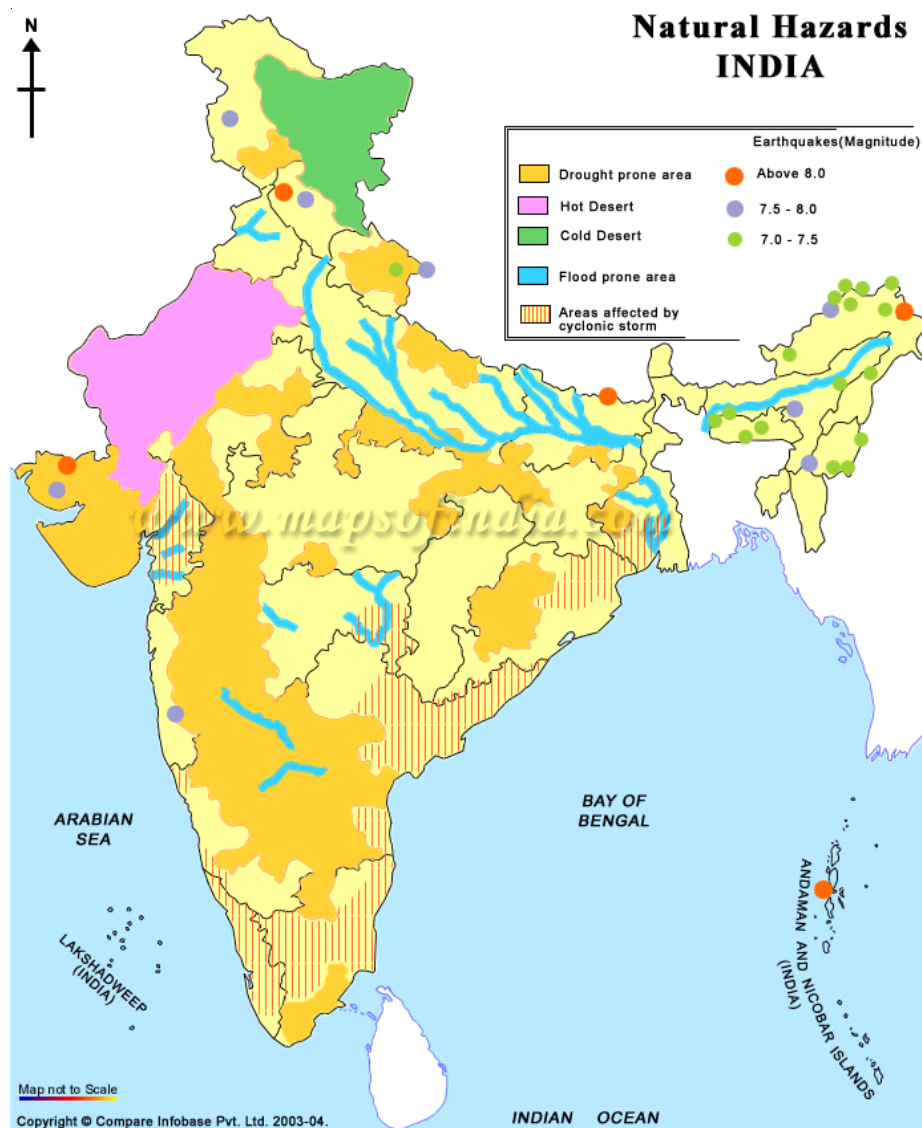 Natural Hazards
INDIA
N
Earthquakes(Magnitude)
Drought prone area
Above 8.0
Hot Desert
7.5 - 8.0
Cold Desert
7.0 - 7.5
Flood prone area
Areas affected by
cyclonic storm
www.mapsofindia.com
ARABIAN
SEA
BAY OF
BENGAL
LAKSHADWEEP
(INDIA)
ANDAMAN AND NICOBAR ISLANDS
(INDIA)
Map not to Scale
Copyright © Compare Infobase Pvt. Ltd. 2003-04.
INDIAN OCEAN